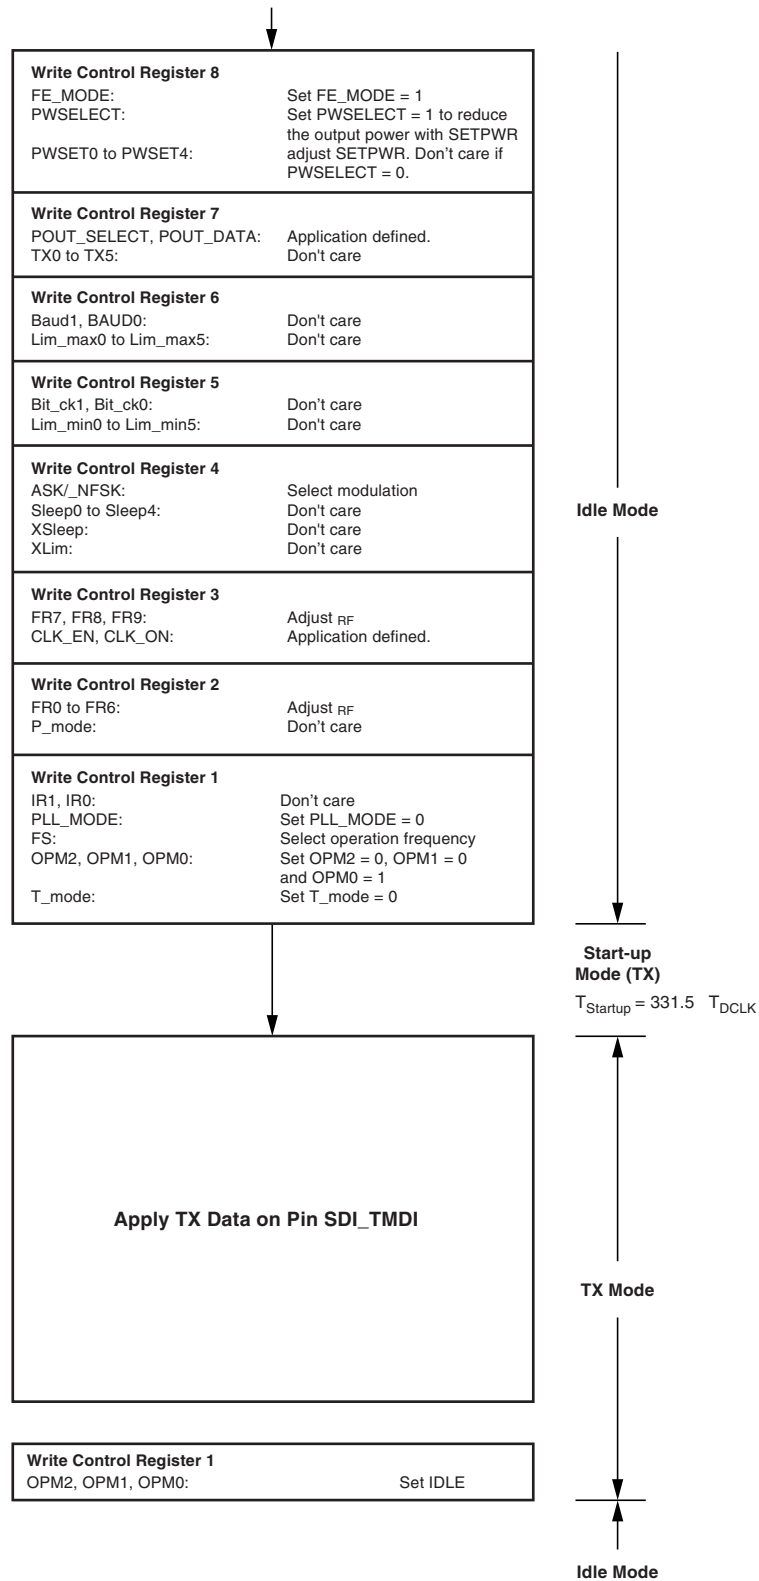 Write Control Register 8
FE_MODE: Set FE_MODE = 1
PWSELECT: Set PWSELECT = 1 to reduce
the output power with SETPWR
PWSET0 to PWSET4: adjust SETPWR. Don’t care if
PWSELECT = 0.
Write Control Register 7
POUT_SELECT, POUT_DATA: Application defined.
TX0 to TX5: Don't care
Write Control Register 6
Baud1, BAUD0: Don't care
Lim_max0 to Lim_max5: Don't care
Write Control Register 5
Bit_ck1, Bit_ck0: Don’t care
Lim_min0 to Lim_min5: Don't care
Write Control Register 4
ASK/_NFSK: Select modulation
Sleep0 to Sleep4: Don't care
XSleep: Don't care
XLim: Don’t care
Idle Mode
Write Control Register 3
FR7, FR8, FR9: Adjust RF
CLK_EN, CLK_ON: Application defined.
Write Control Register 2
FR0 to FR6: Adjust RF
P_mode: Don’t care
Write Control Register 1
IR1, IR0: Don’t care
PLL_MODE: Set PLL_MODE = 0
FS: Select operation frequency
OPM2, OPM1, OPM0: Set OPM2 = 0, OPM1 = 0
and OPM0 = 1
T_mode: Set T_mode = 0
Start-up
Mode (TX)
TStartup = 331.5 TDCLK
Apply TX Data on Pin SDI_TMDI
TX Mode
Write Control Register 1
OPM2, OPM1, OPM0: Set IDLE
Idle Mode